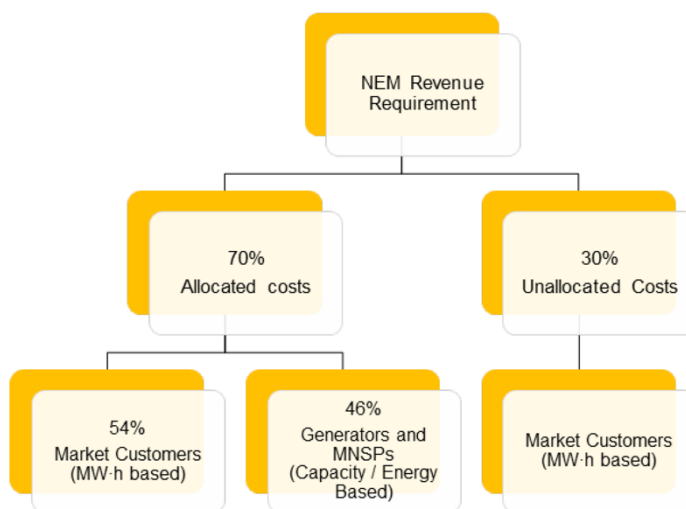 NEM Revenue
Requirement
70%
Allocated costs
30%
Unallocated Costs
54%
Market Customers
(MW·h based)
46%
Generators and
MNSPs
(Capacity / Energy
Based)
Market Customers
(MW·h based)